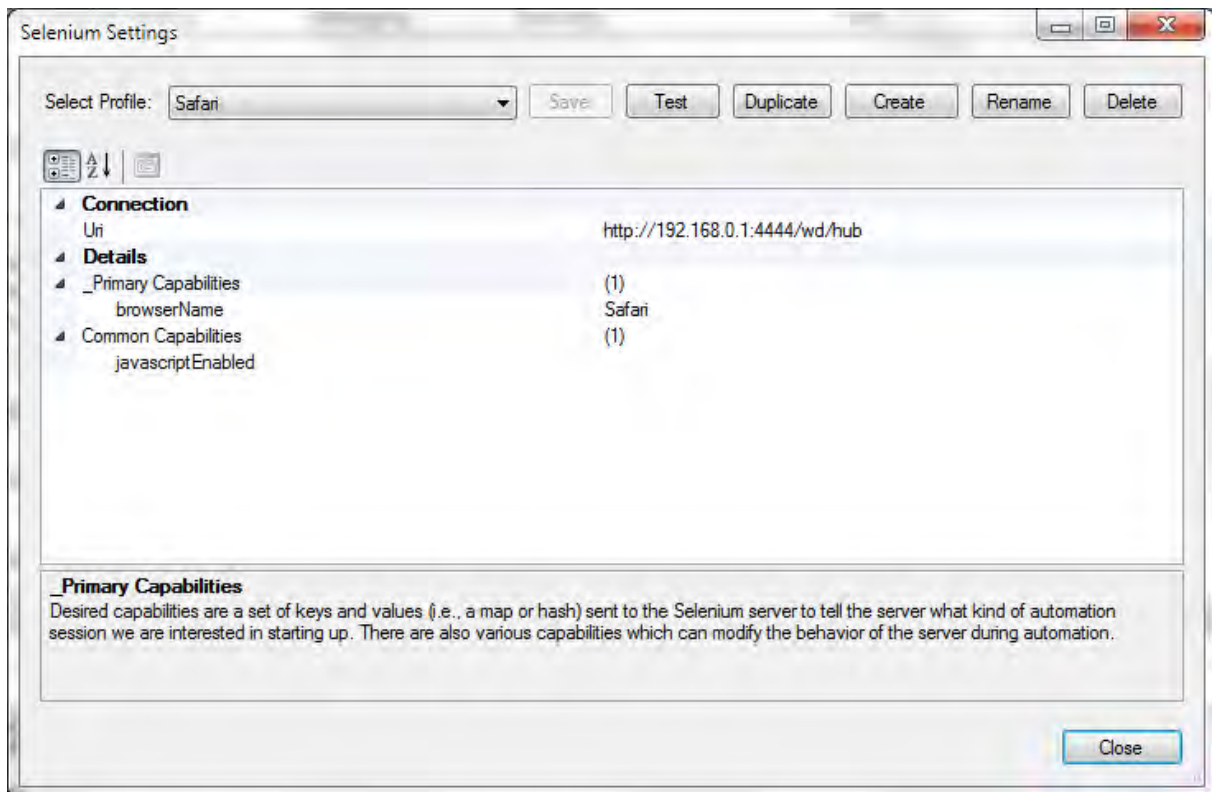 Selenium Settings
Select Profile: Safari Save Test Duplicate Create Rename Delete
A Z
Connection
Uri http://192.168.0.1:4444/wd/hub
Details
_Primary Capabilities (1)
browserName Safari
Common Capabilities (1)
javascriptEnabled
_Primary Capabilities
Desired capabilities are a set of keys and values (i.e., a map or hash) sent to the Selenium server to tell the server what kind of automation
session we are interested in starting up. There are also various capabilities which can modify the behavior of the server during automation.
Close